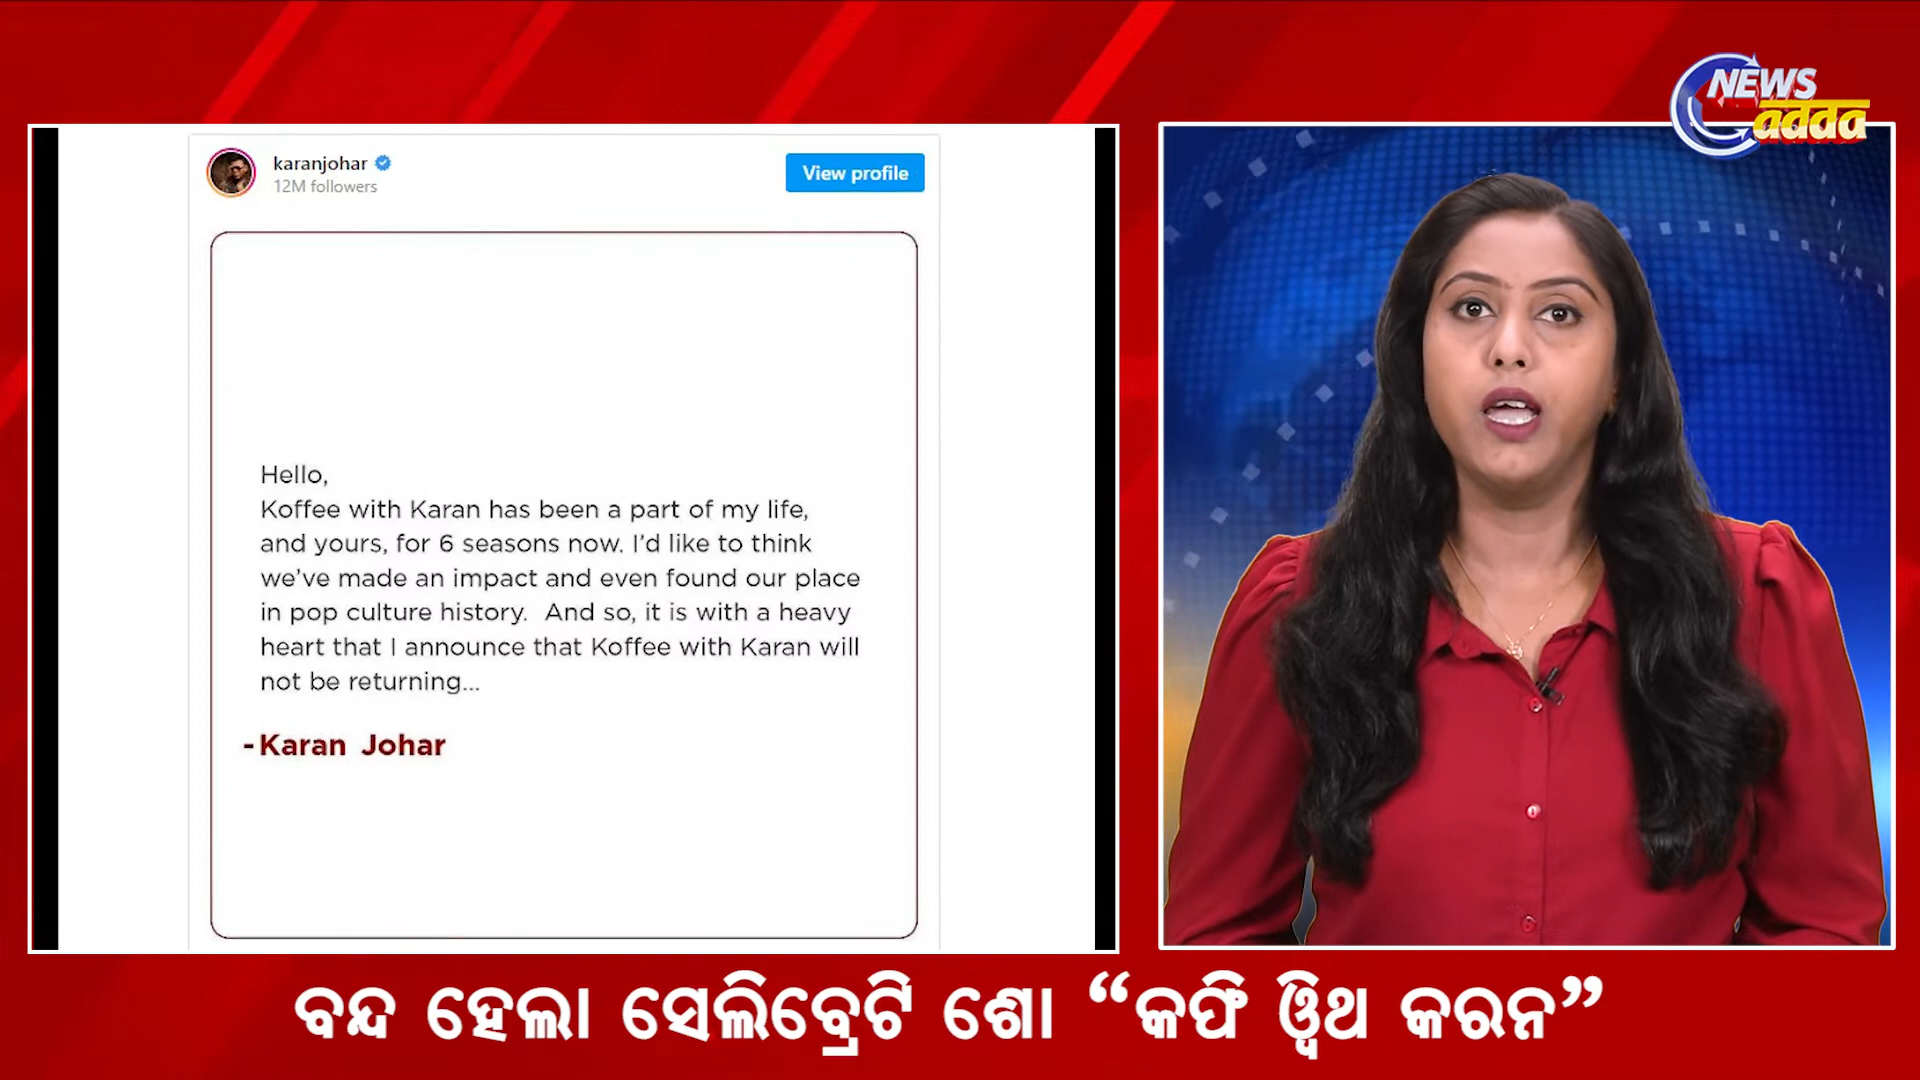 NEWS
adda
karanjohar
12M followers
View profile
Hello,
Koffee with Karan has been a part of my life,
and yours, for 6 seasons now. I'd like to think
we've made an impact and even found our place
in pop culture history. And so, it is with a heavy
heart that I announce that Koffee with Karan will
not be returning...
-Karan Johar
ବନ୍ଦ ହେଲା ସେଲିବ୍ରେଟି ଶୋ “କଫି ୱିଥ କରନ”